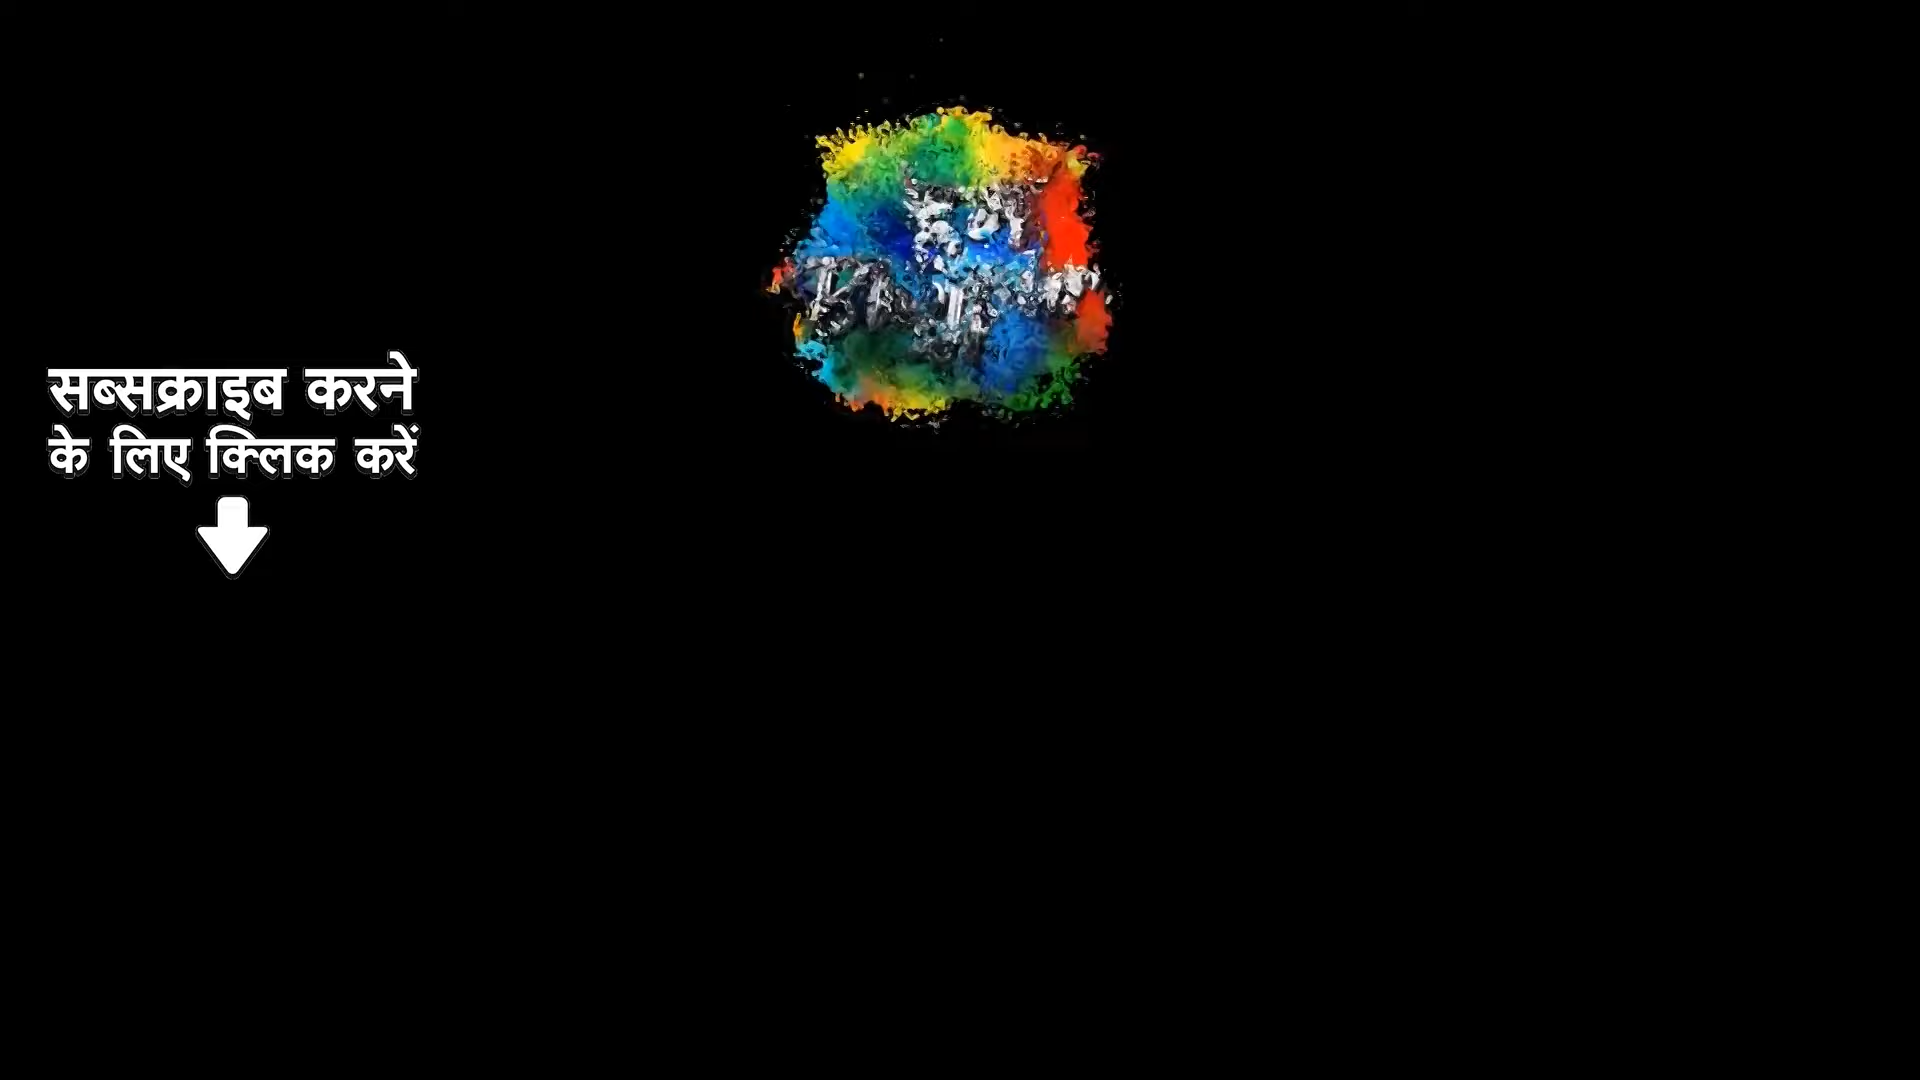 सब्सक्राइब करने
के लिए क्लिक करें